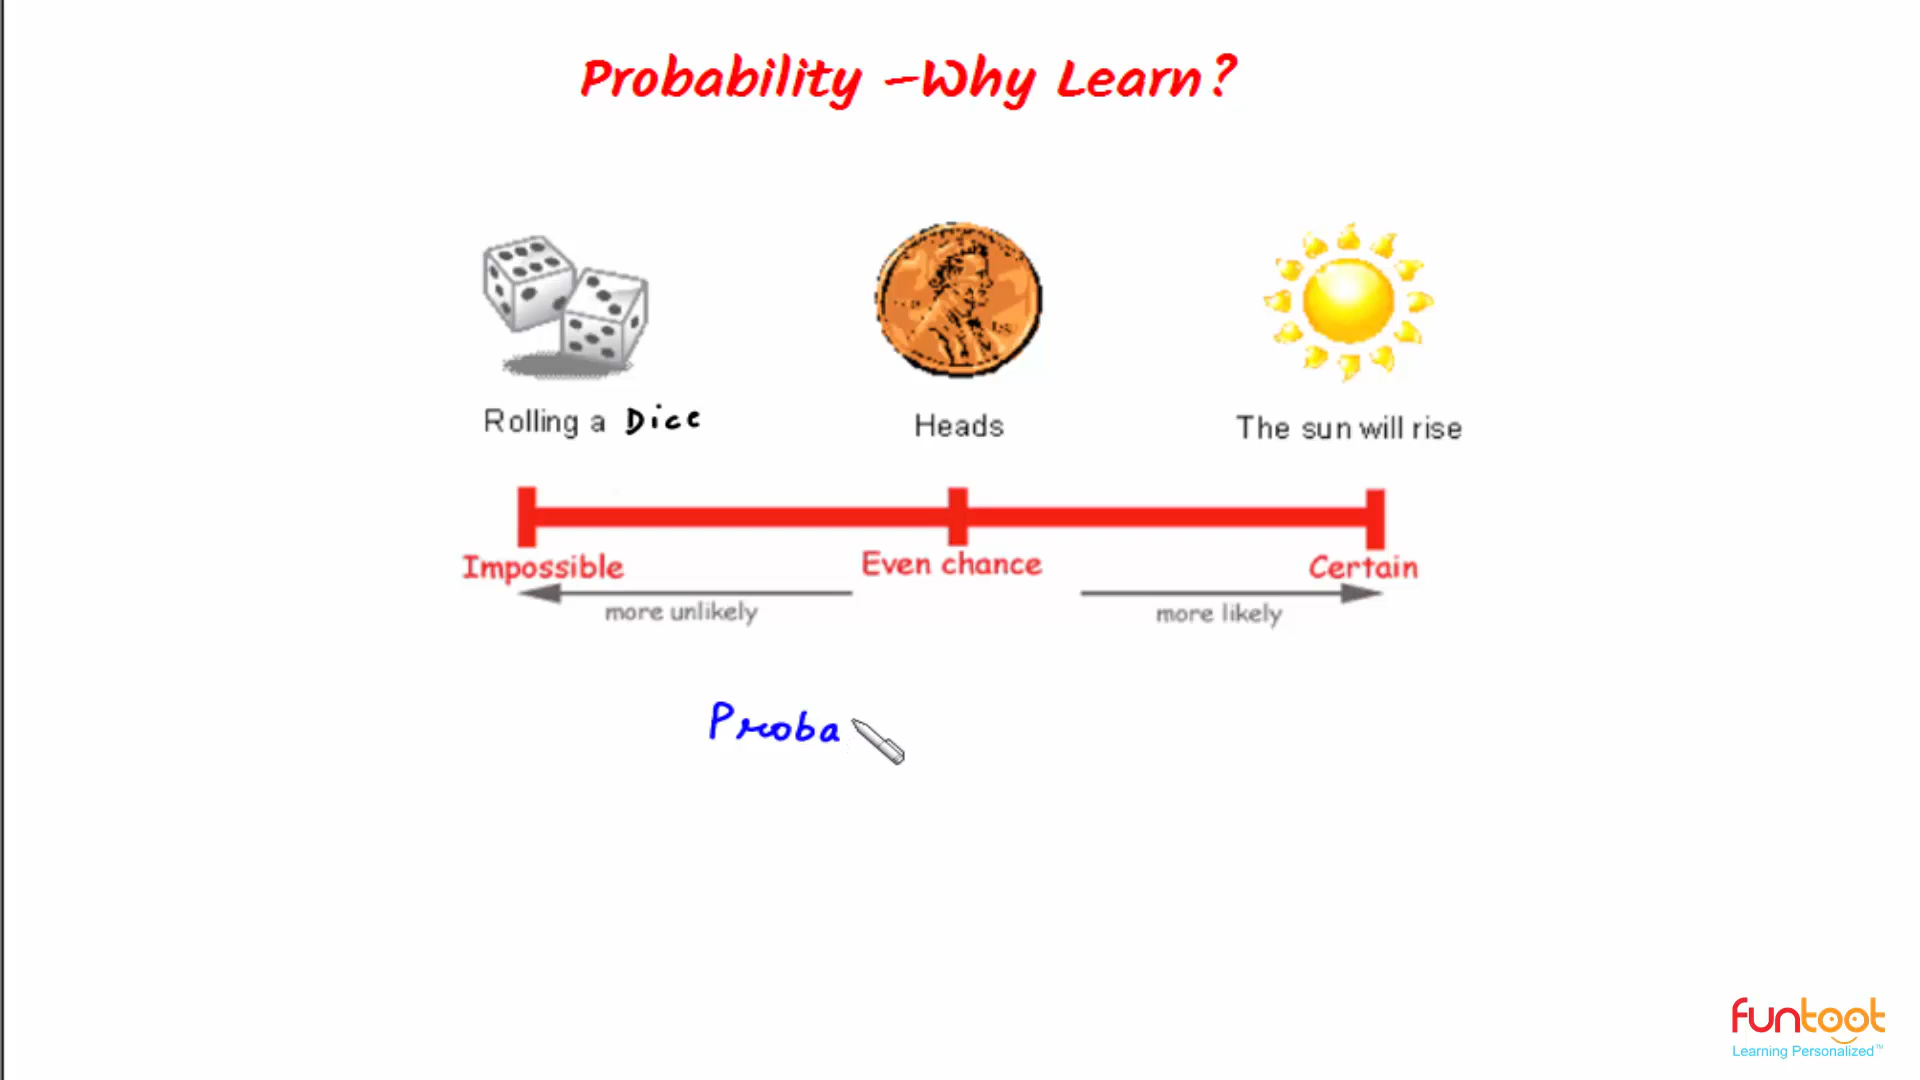 Probability –Why Learn?
Rolling a Dice
Heads
The sun will rise
Impossible
Even chance
Certain
more unlikely
more likely
Proba
funtoot
Learning Personalized™